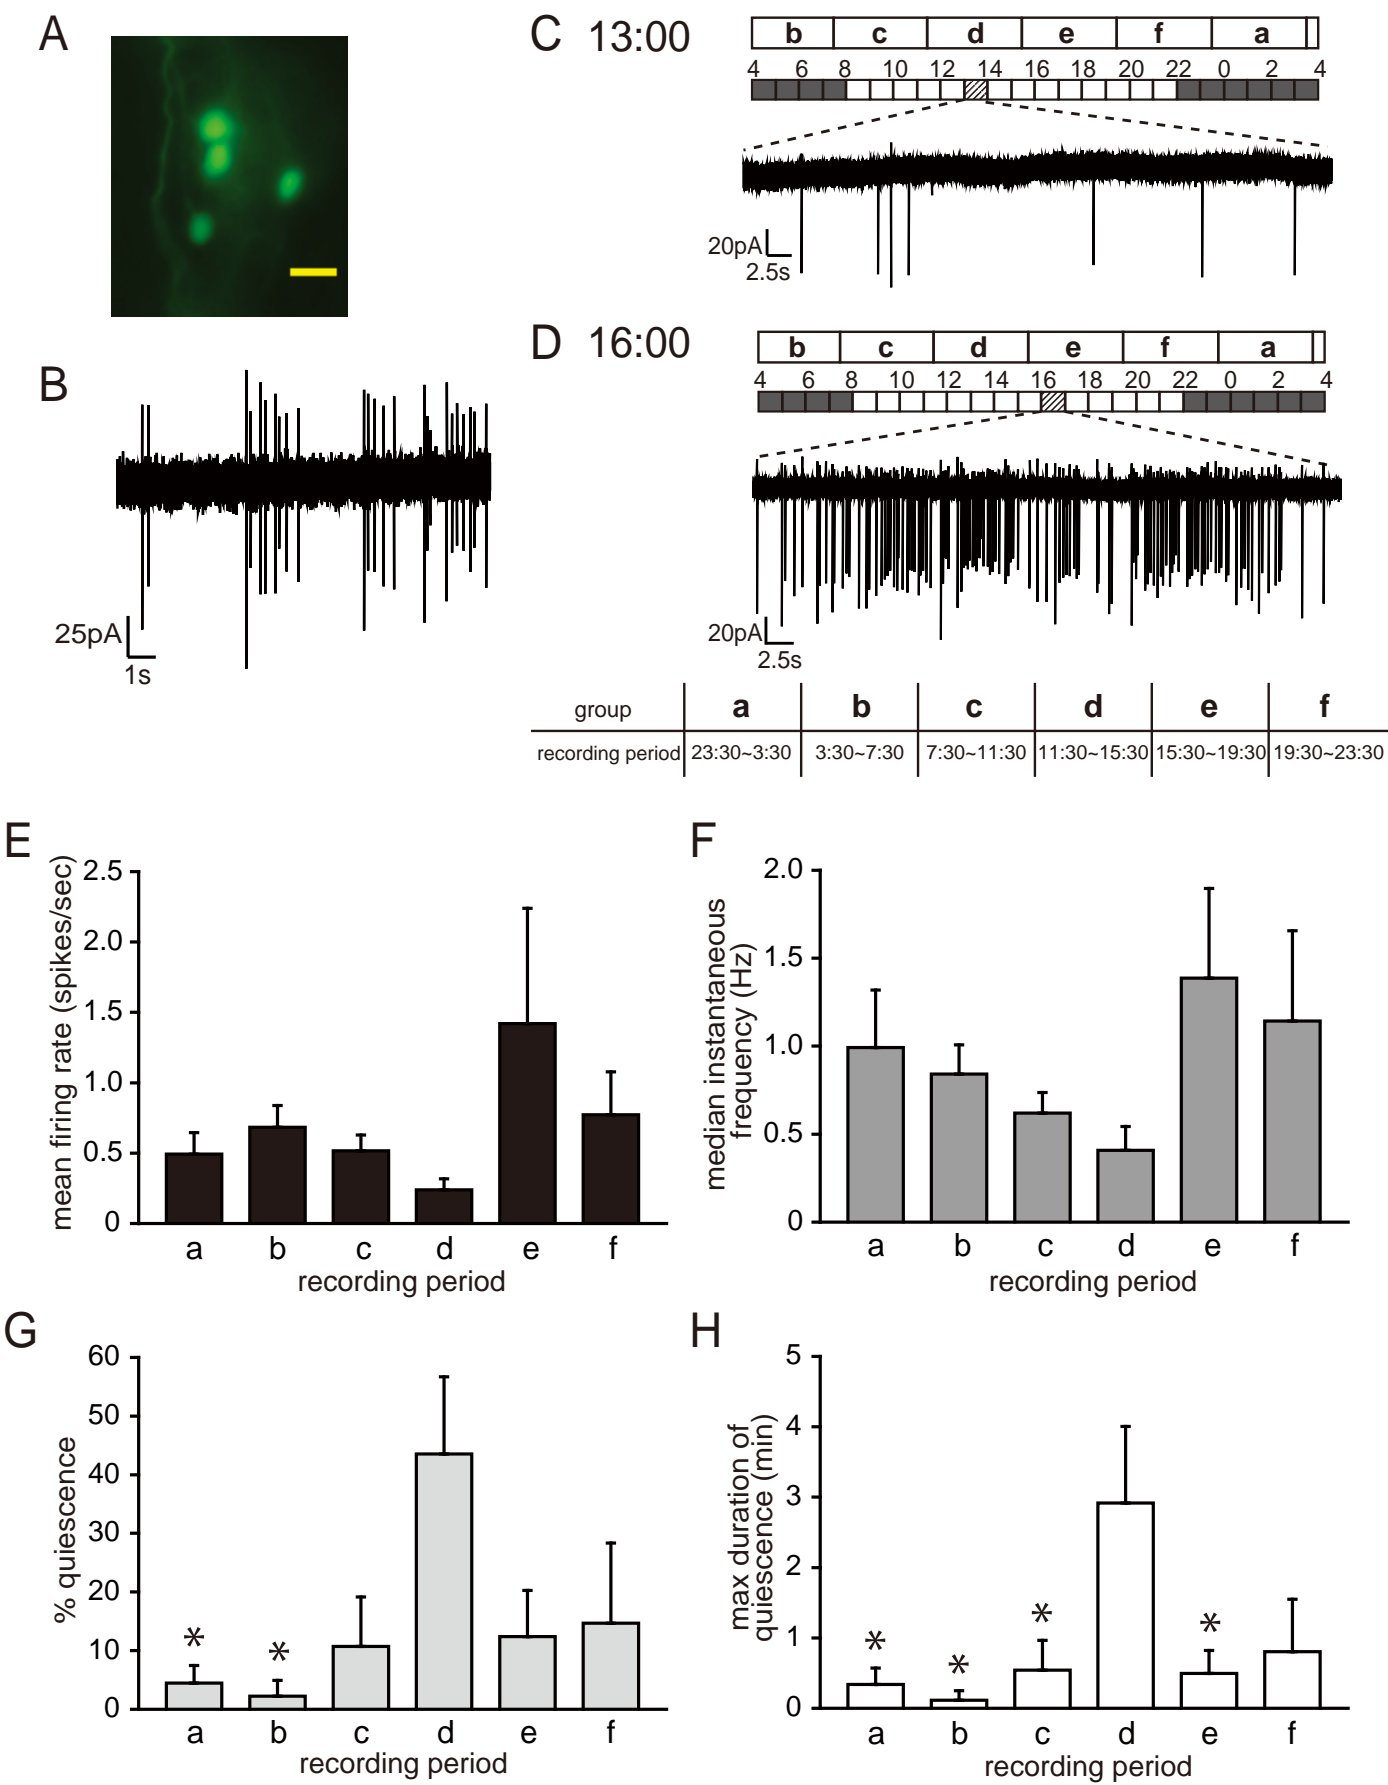 A
B
25pA
1s
C 13:00
b c d e f a
4 6 8 10 12 14 16 18 20 22 0 2 4
20pA
2.5s
D 16:00
b c d e f a
4 6 8 10 12 14 16 18 20 22 0 2 4
20pA
2.5s
group a b c d e f
recording period 23:30~3:30 3:30~7:30 7:30~11:30 11:30~15:30 15:30~19:30 19:30~23:30
E
mean firing rate (spikes/sec)
2.5
2.0
1.5
1.0
0.5
0
a b c d e f
recording period
F
median instantaneous
frequency (Hz)
2.0
1.5
1.0
0.5
0
a b c d e f
recording period
G
% quiescence
60
50
40
30
20
10
0
* *
a b c d e f
recording period
H
max duration of
quiescence (min)
5
4
3
2
1
0
* * * *
a b c d e f
recording period